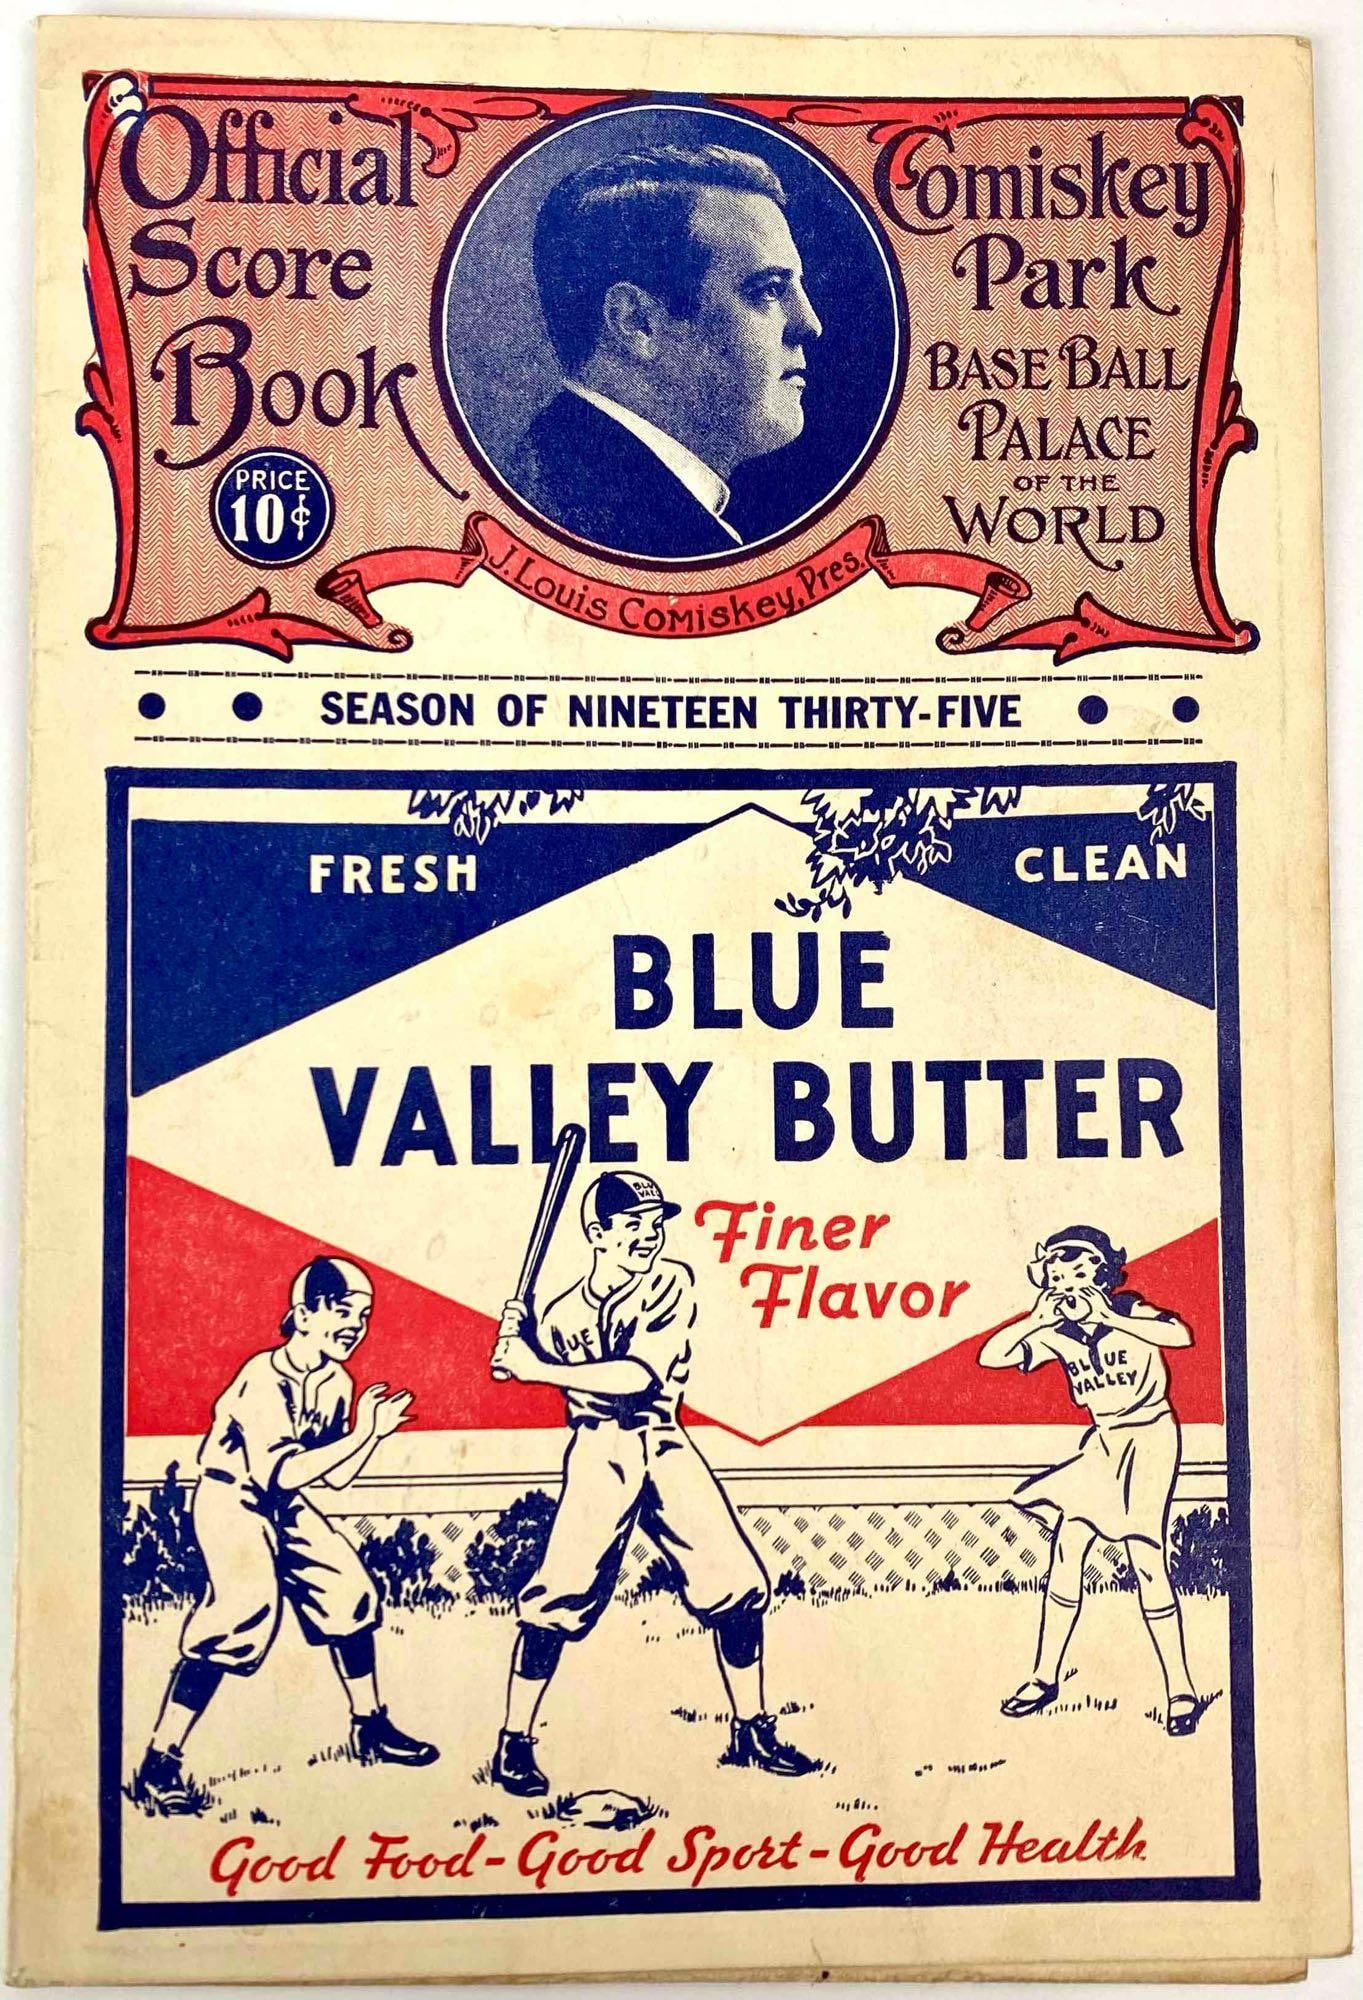 Official
Score
Book
PRICE
10¢
J. Louis Comiskey, Pres.
Comiskey
Park
BASE BALL
PALACE
OF THE
WORLD
SEASON OF NINETEEN THIRTY-FIVE
FRESH
CLEAN
BLUE
VALLEY BUTTER
Finer
Flavor
BLUE
VALLEY
Good Food-Good Sport-Good Health